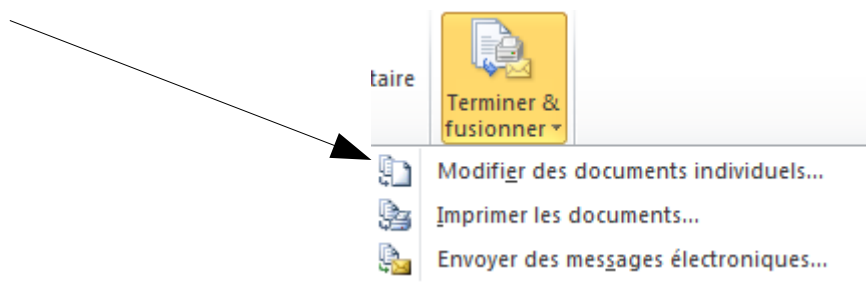 taire
Terminer &
fusionner
Modifier des documents individuels...
Imprimer les documents...
Envoyer des messages électroniques...